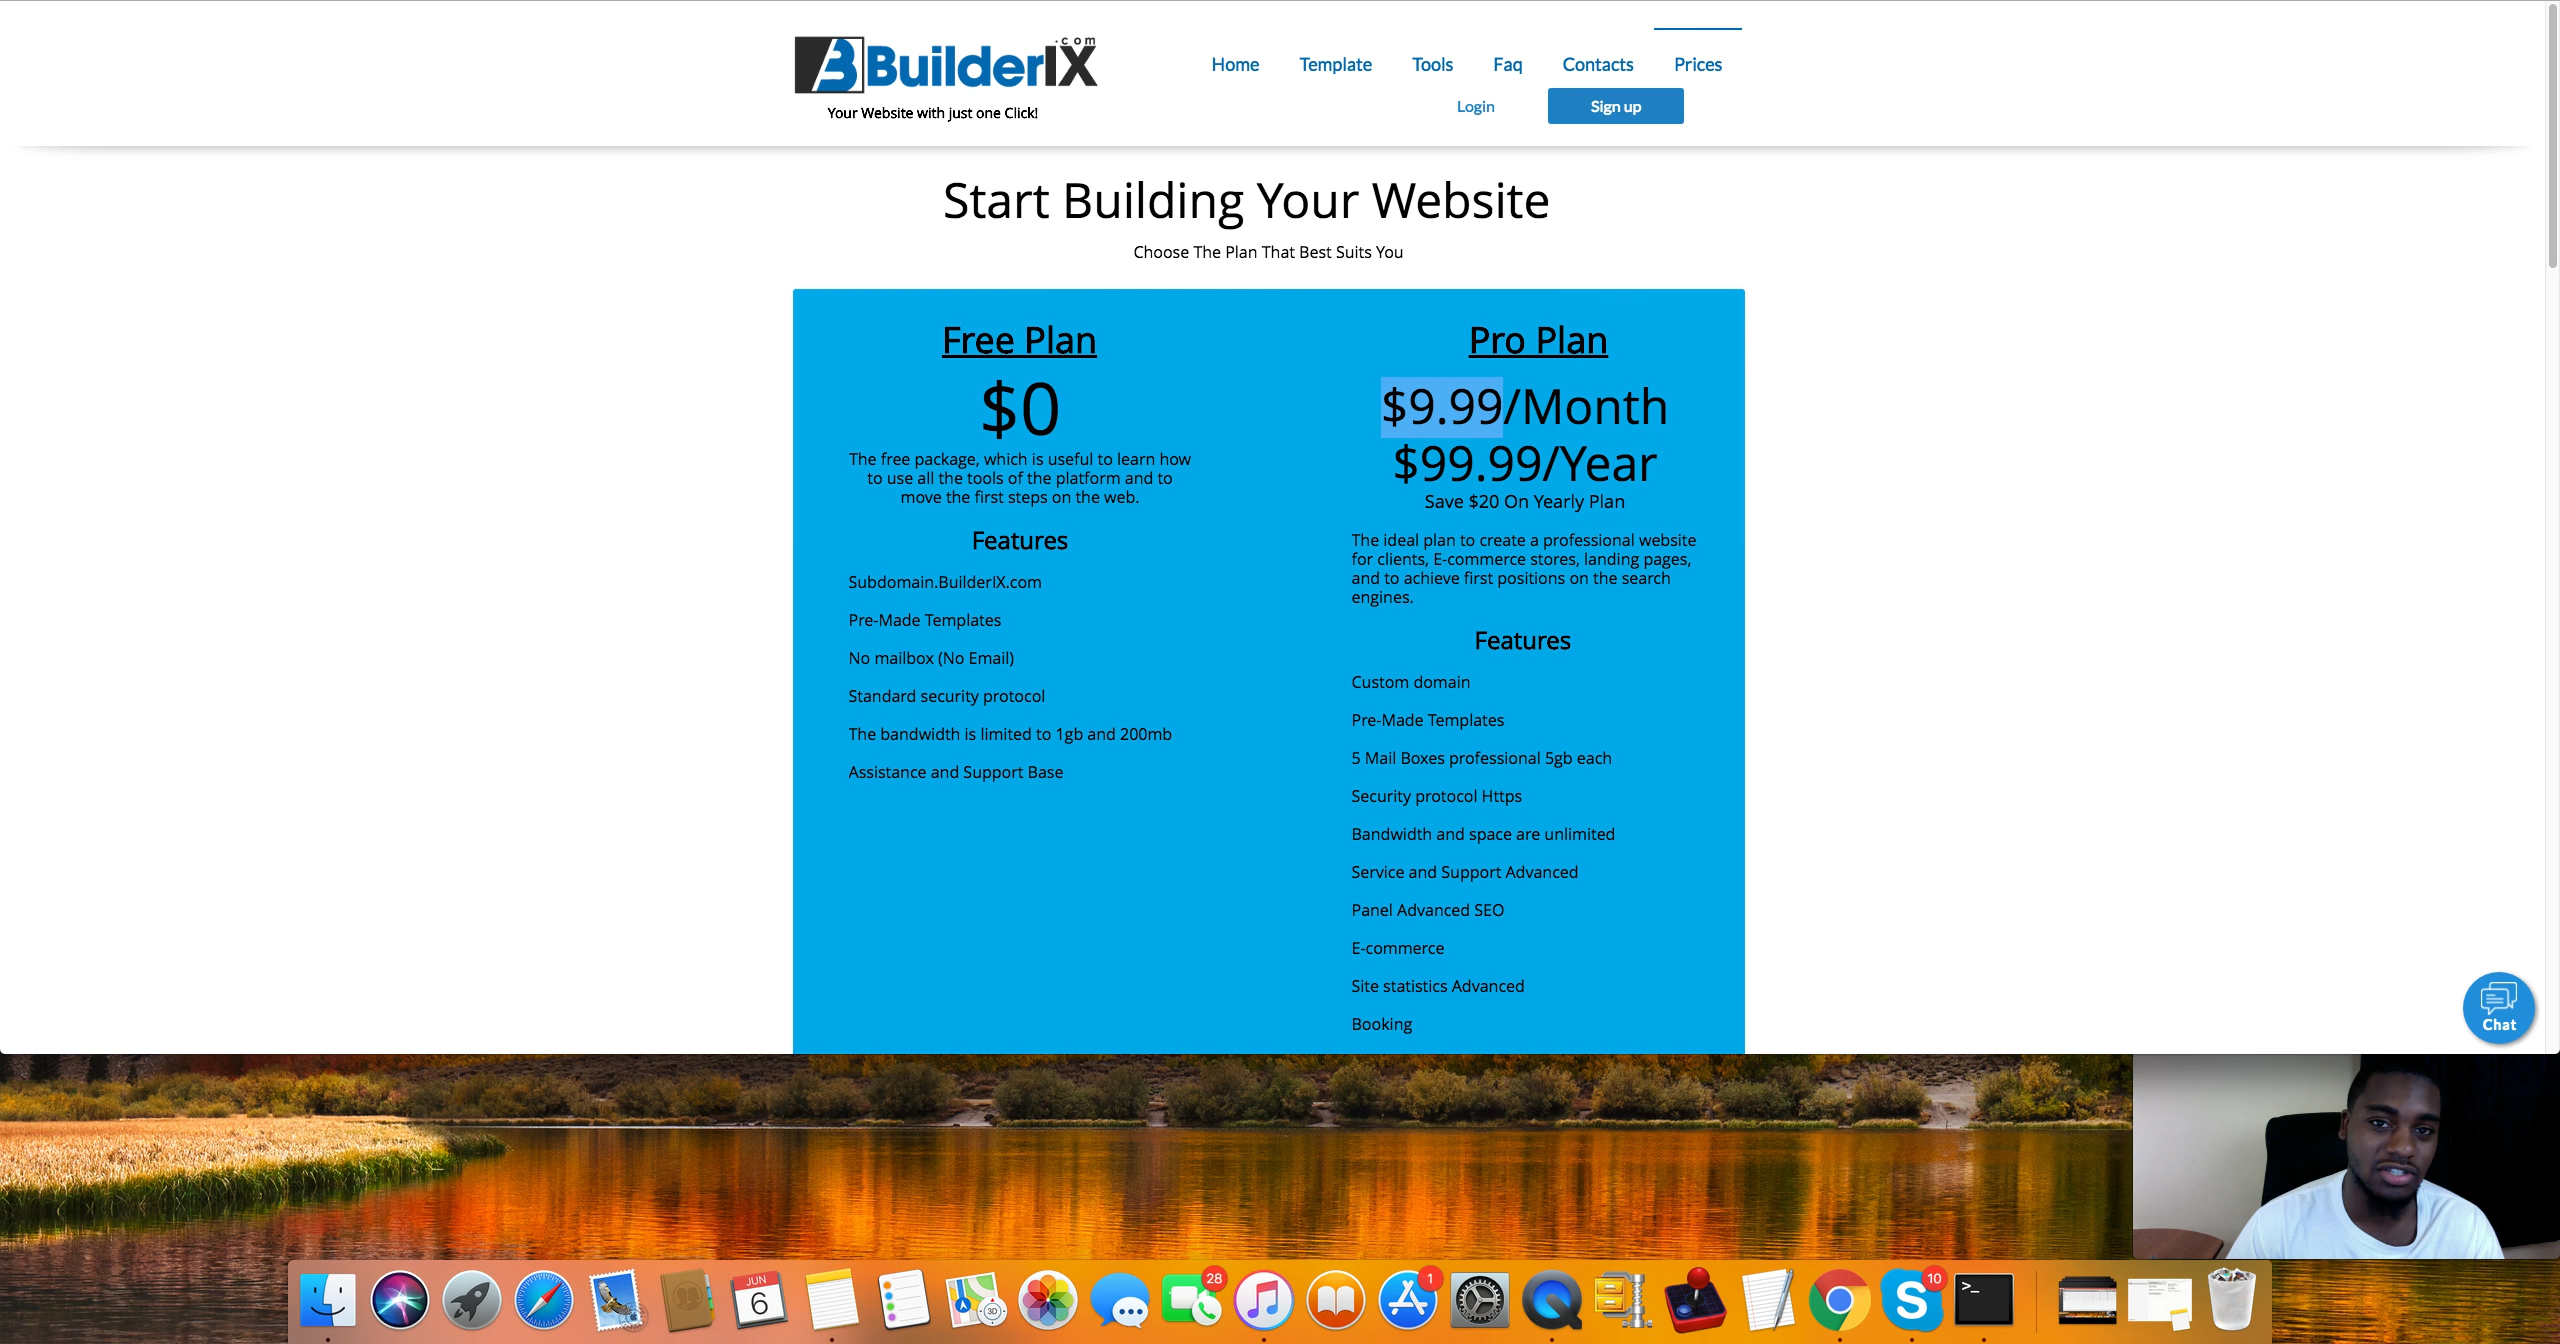 .com
BuilderIX
Your Website with just one Click!
Home Template Tools Faq Contacts Prices
Login Sign up
Start Building Your Website
Choose The Plan That Best Suits You
Free Plan
$0
The free package, which is useful to learn how
to use all the tools of the platform and to
move the first steps on the web.
Features
Subdomain.BuilderIX.com
Pre-Made Templates
No mailbox (No Email)
Standard security protocol
The bandwidth is limited to 1gb and 200mb
Assistance and Support Base
Pro Plan
$9.99/Month
$99.99/Year
Save $20 On Yearly Plan
The ideal plan to create a professional website
for clients, E-commerce stores, landing pages,
and to achieve first positions on the search
engines.
Features
Custom domain
Pre-Made Templates
5 Mail Boxes professional 5gb each
Security protocol Https
Bandwidth and space are unlimited
Service and Support Advanced
Panel Advanced SEO
E-commerce
Site statistics Advanced
Booking
Chat
JUN
6
3D
28
1
10
>_